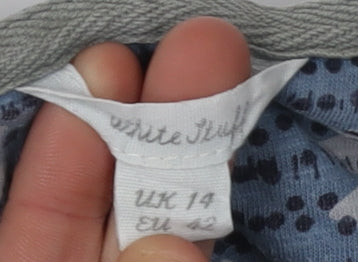 White Stuff
UK 14
EU 42